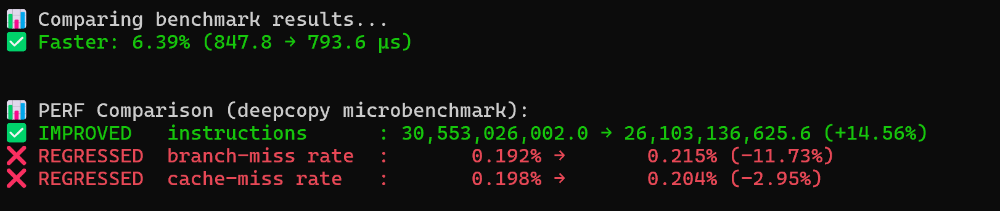 📊 Comparing benchmark results...
✅ Faster: 6.39% (847.8 → 793.6 µs)
📊 PERF Comparison (deepcopy microbenchmark):
✅ IMPROVED   instructions      : 30,553,026,002.0 → 26,103,136,625.6 (+14.56%)
❌ REGRESSED  branch-miss rate  :       0.192% →       0.215% (−11.73%)
❌ REGRESSED  cache-miss rate   :       0.198% →       0.204% (−2.95%)